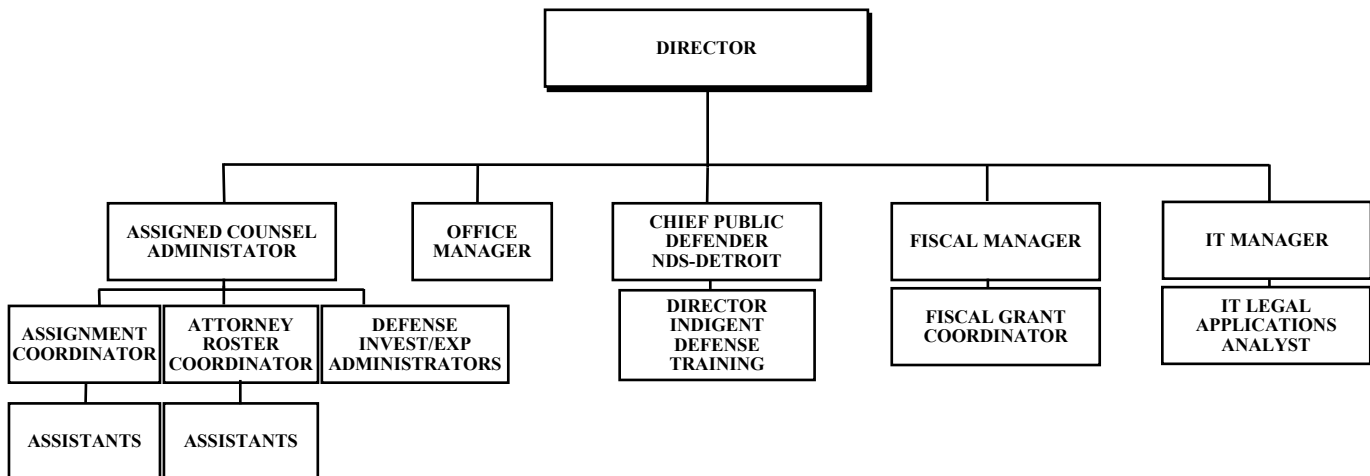 DIRECTOR
ASSIGNED COUNSEL
ADMINISTATOR
OFFICE
MANAGER
CHIEF PUBLIC
DEFENDER
NDS-DETROIT
FISCAL MANAGER
IT MANAGER
ASSIGNMENT
COORDINATOR
ATTORNEY
ROSTER
COORDINATOR
DEFENSE
INVEST/EXP
ADMINISTRATORS
DIRECTOR
INDIGENT
DEFENSE
TRAINING
FISCAL GRANT
COORDINATOR
IT LEGAL
APPLICATIONS
ANALYST
ASSISTANTS
ASSISTANTS